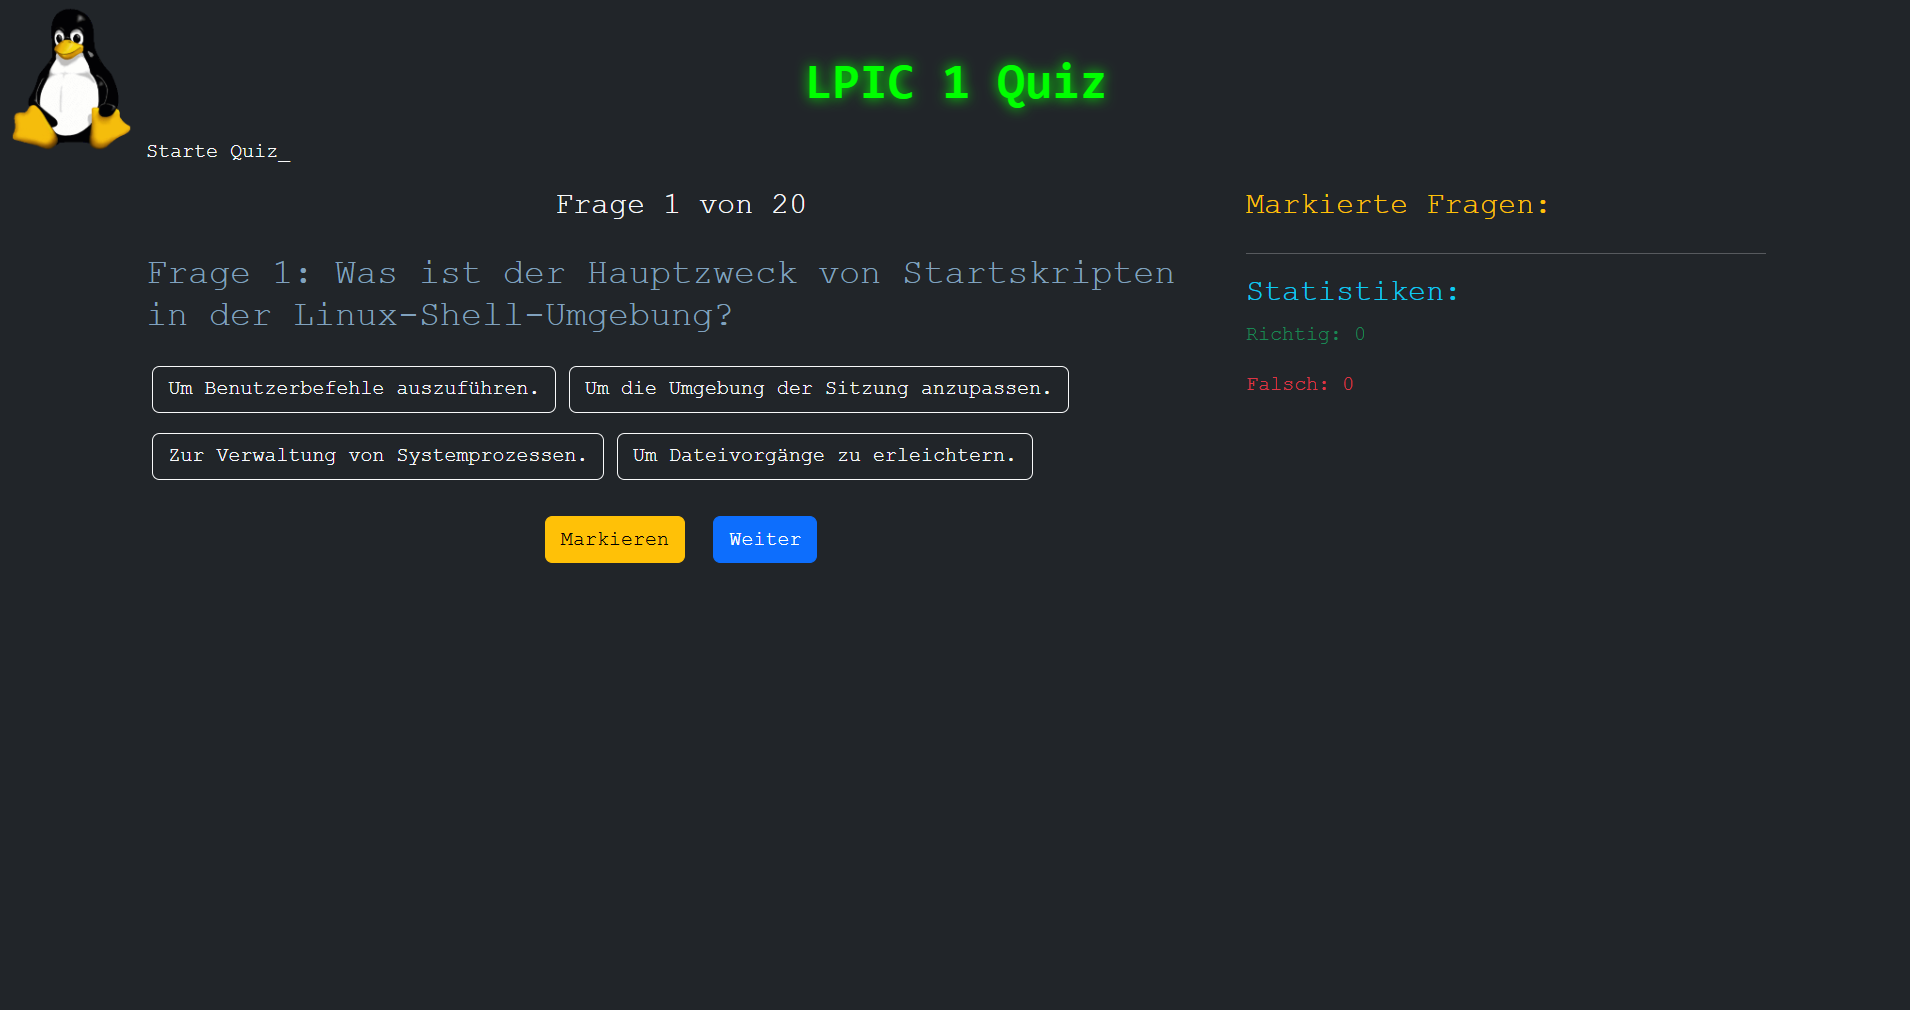 LPIC 1 Quiz
Starte Quiz_
Frage 1 von 20
Frage 1: Was ist der Hauptzweck von Startskripten
in der Linux-Shell-Umgebung?
Um Benutzerbefehle auszuführen.
Um die Umgebung der Sitzung anzupassen.
Zur Verwaltung von Systemprozessen.
Um Dateivorgänge zu erleichtern.
Markieren
Weiter
Markierte Fragen:
Statistiken:
Richtig: 0
Falsch: 0